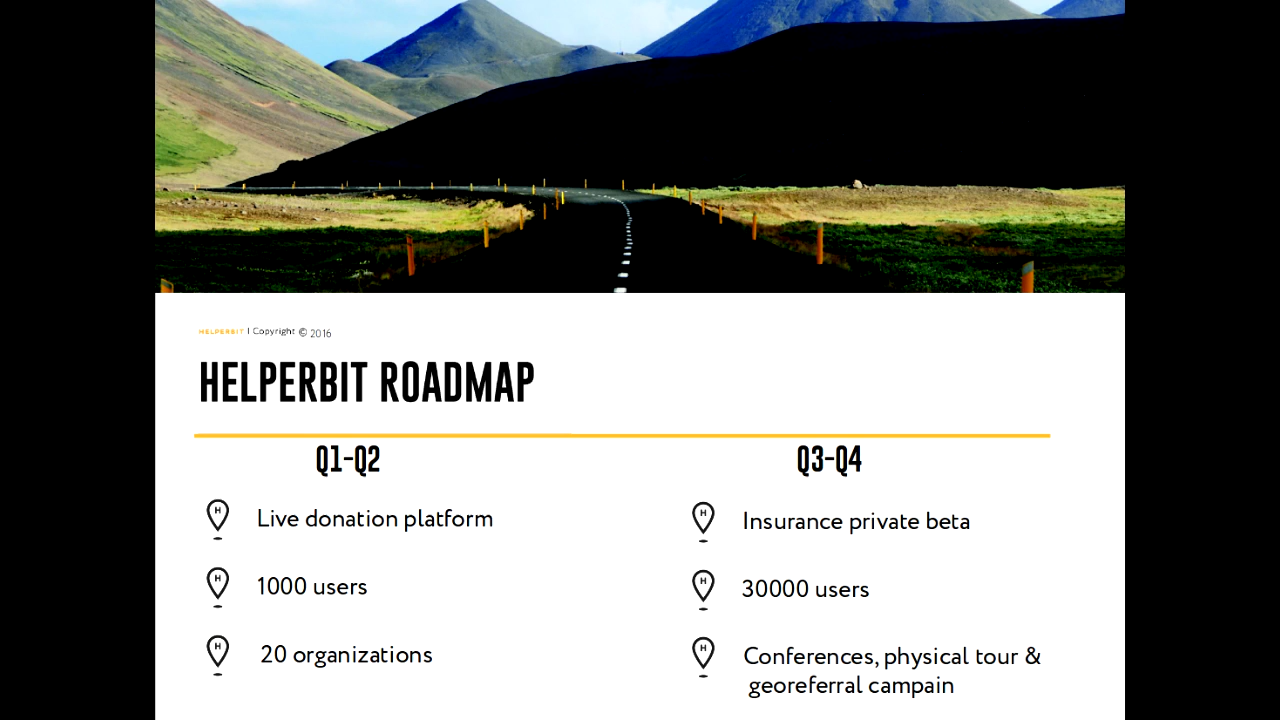 HELPERBIT | Copyright © 2016
HELPERBIT ROADMAP
Q1-Q2
H Live donation platform
H 1000 users
H 20 organizations
Q3-Q4
H Insurance private beta
H 30000 users
H Conferences, physical tour &
georeferral campain